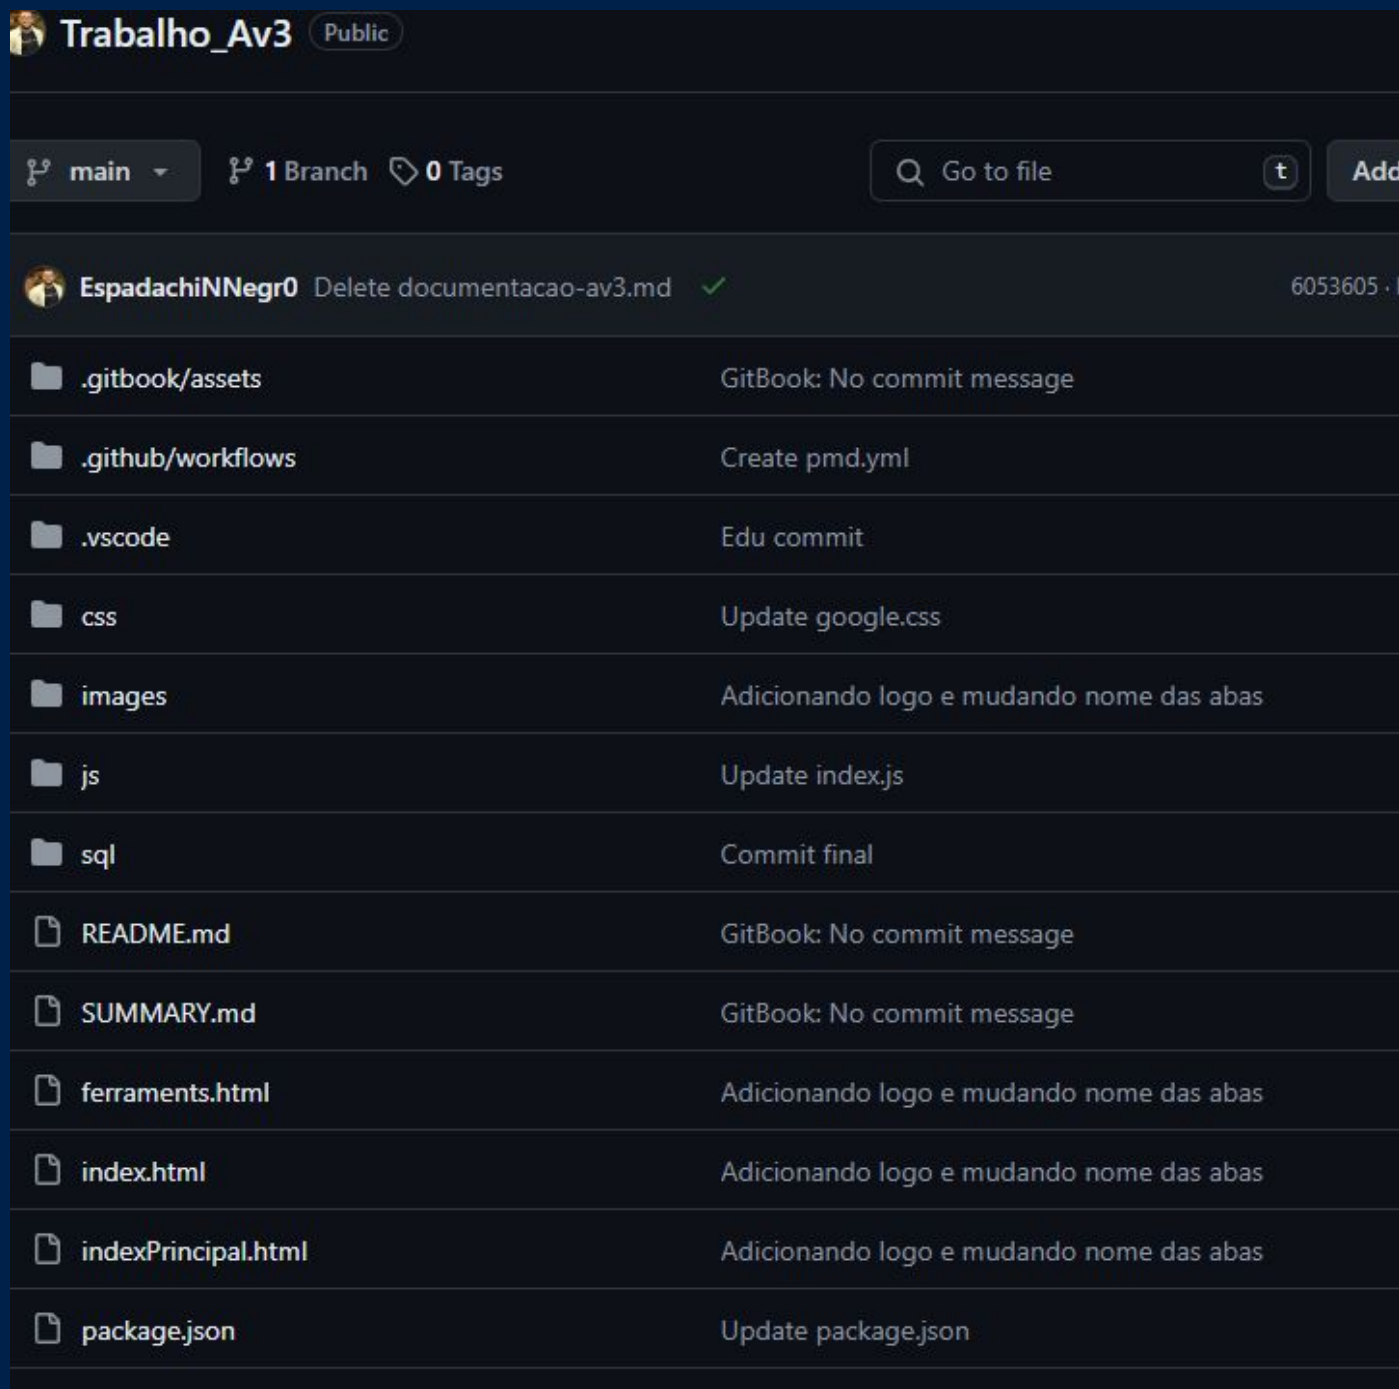 Trabalho_Av3 Public
main 1 Branch 0 Tags Go to file t Add
EspadachiNNegr0 Delete documentacao-av3.md 6053605 ·
.gitbook/assets GitBook: No commit message
.github/workflows Create pmd.yml
.vscode Edu commit
css Update google.css
images Adicionando logo e mudando nome das abas
js Update index.js
sql Commit final
README.md GitBook: No commit message
SUMMARY.md GitBook: No commit message
ferraments.html Adicionando logo e mudando nome das abas
index.html Adicionando logo e mudando nome das abas
indexPrincipal.html Adicionando logo e mudando nome das abas
package.json Update package.json